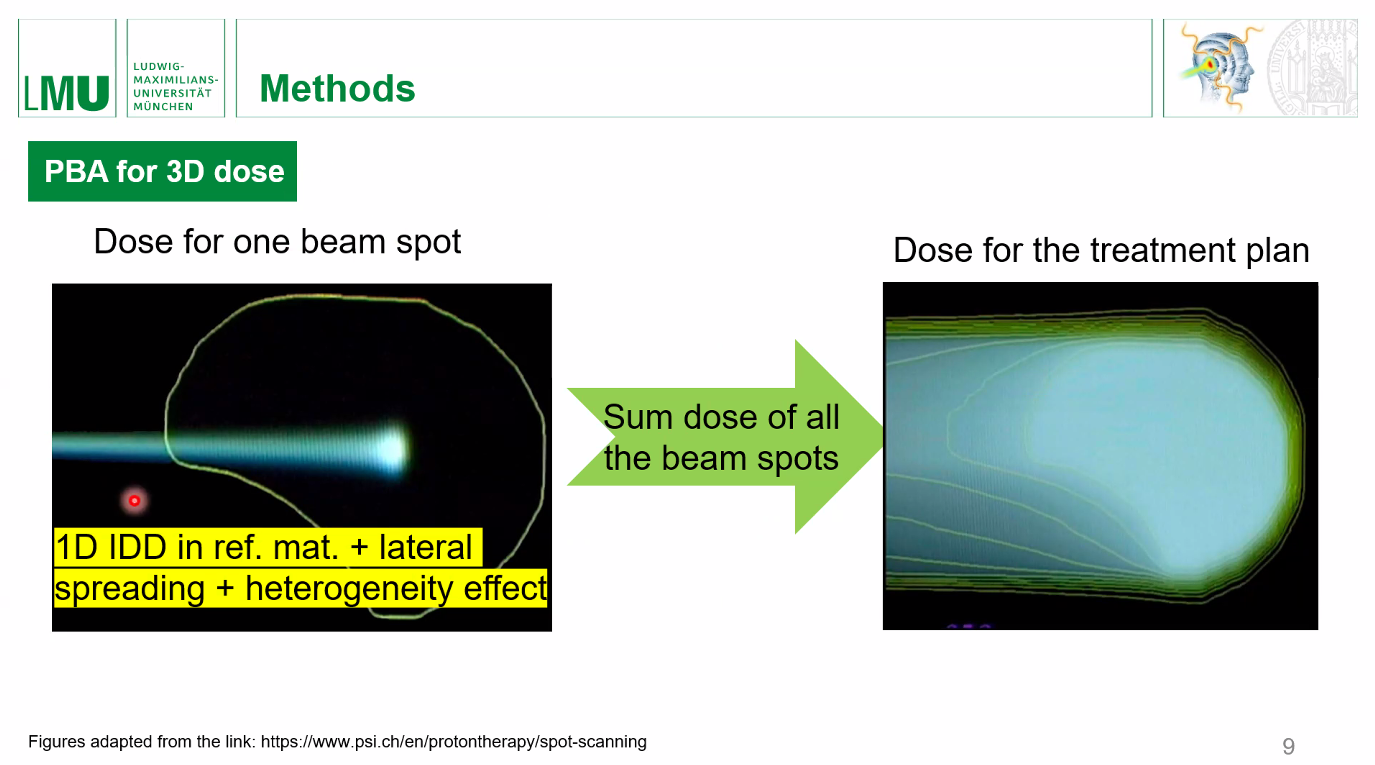 LMU
LUDWIG-
MAXIMILIANS-
UNIVERSITÄT
MÜNCHEN
Methods
PBA for 3D dose
Dose for one beam spot
Dose for the treatment plan
Sum dose of all
the beam spots
1D IDD in ref. mat. + lateral
spreading + heterogeneity effect
Figures adapted from the link: https://www.psi.ch/en/protontherapy/spot-scanning
9